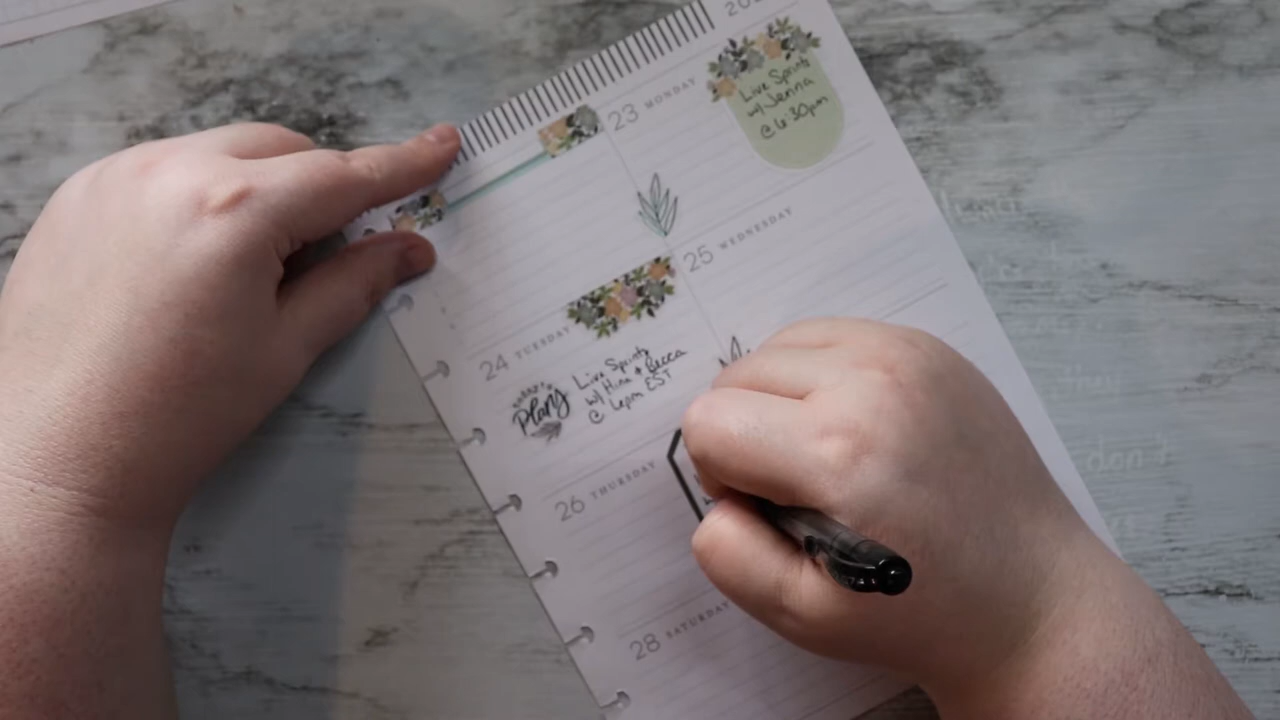 23 MONDAY
Live Sprints
w/ Jenna
@ 6:30pm
25 WEDNESDAY
24 TUESDAY
Plans
Live Sprints
w/ Hina & Becca
@ 6pm EST
26 THURSDAY
28 SATURDAY
don't